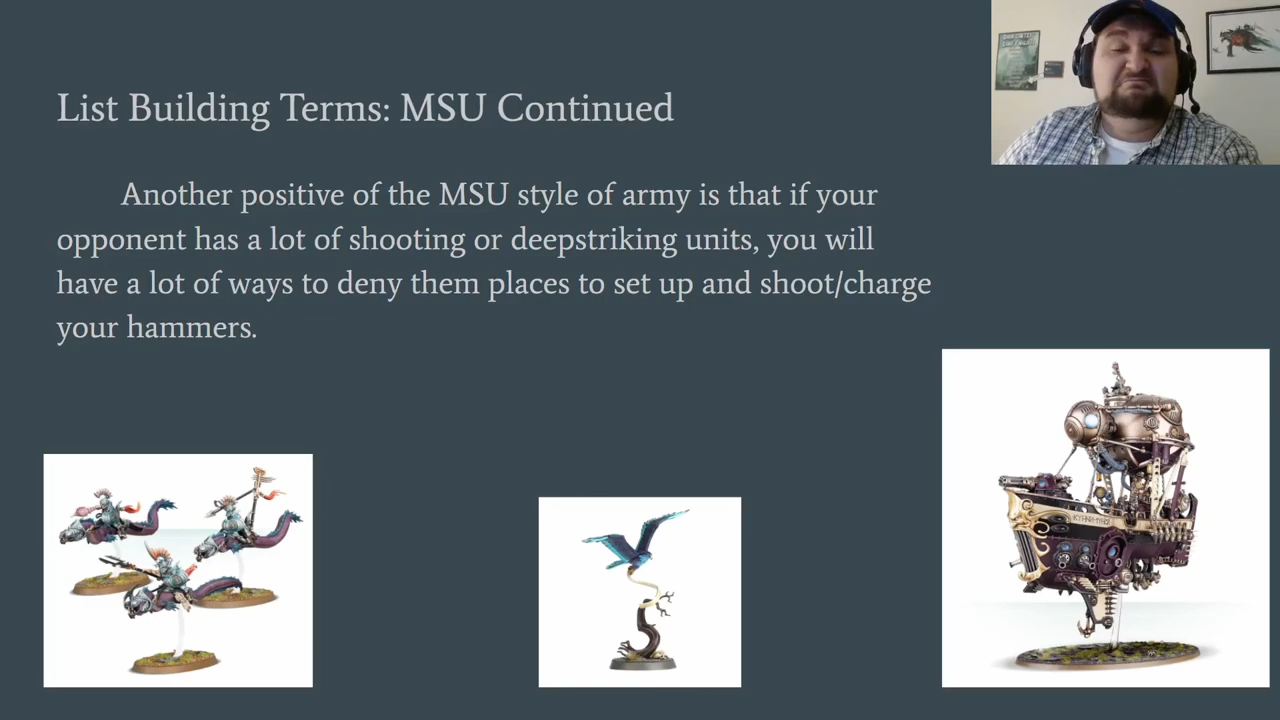 List Building Terms: MSU Continued
Another positive of the MSU style of army is that if your
opponent has a lot of shooting or deepstriking units, you will
have a lot of ways to deny them places to set up and shoot/charge
your hammers.